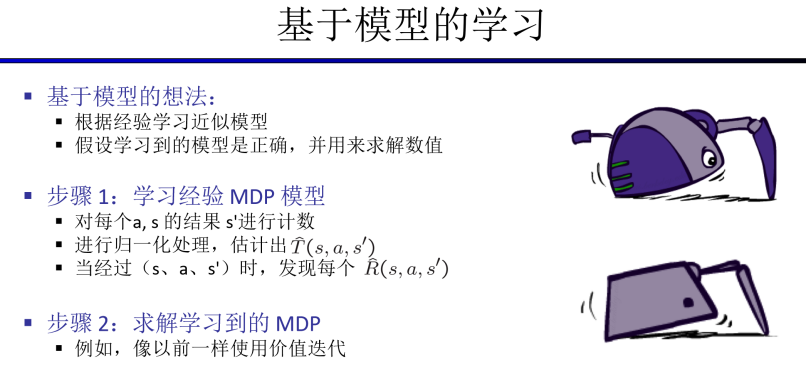 基于模型的学习
▪ 基于模型的想法：
▪ 根据经验学习近似模型
▪ 假设学习到的模型是正确，并用来求解数值
▪ 步骤 1：学习经验 MDP 模型
▪ 对每个a, s 的结果 s'进行计数
▪ 进行归一化处理，估计出 T̂(s, a, s′)
▪ 当经过（s、a、s'）时，发现每个 R̂(s, a, s′)
▪ 步骤 2：求解学习到的 MDP
▪ 例如，像以前一样使用价值迭代